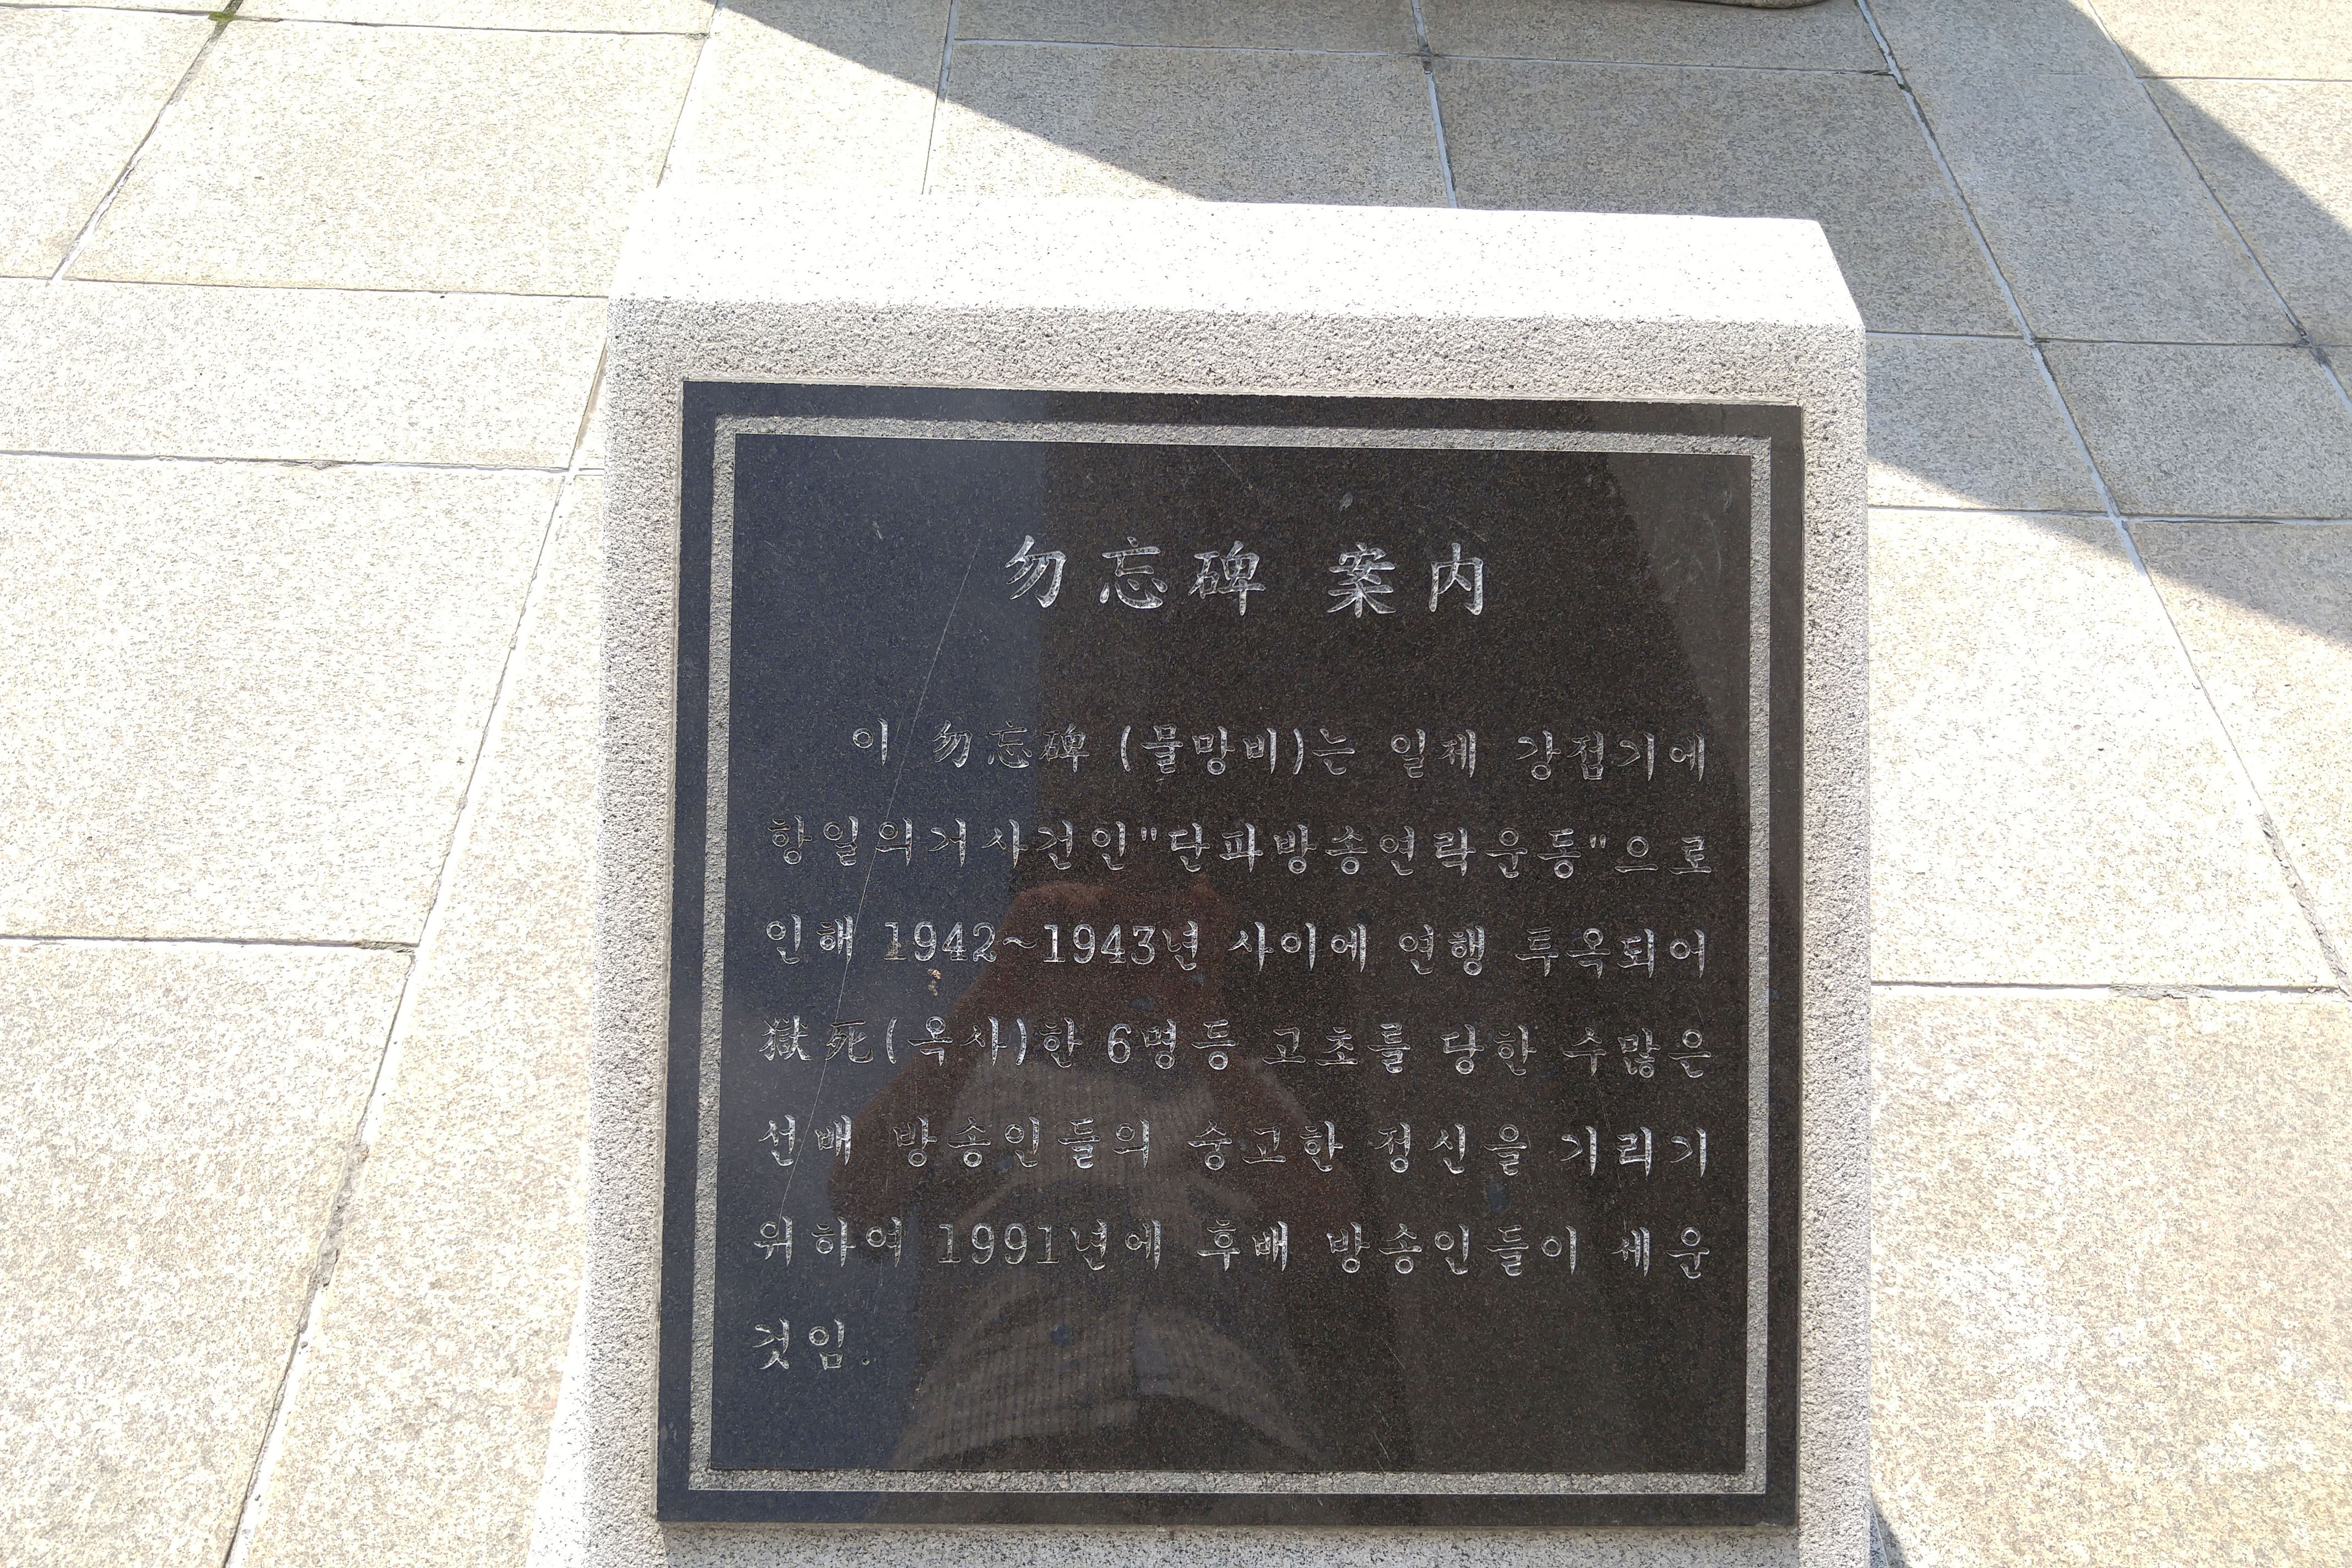 勿忘碑 案内
이 勿忘碑 (물망비)는 일제 강점기에
항일의거사건인"단파방송연락운등"으로
인해 1942~1943년 사이에 연행 투옥되어
獄死(옥사)한 6명등 고초를 당한 수많은
선배 방송인들의 숭고한 정신을 기리기
위하여 1991년에 후배 방송인들이 세운
것임.